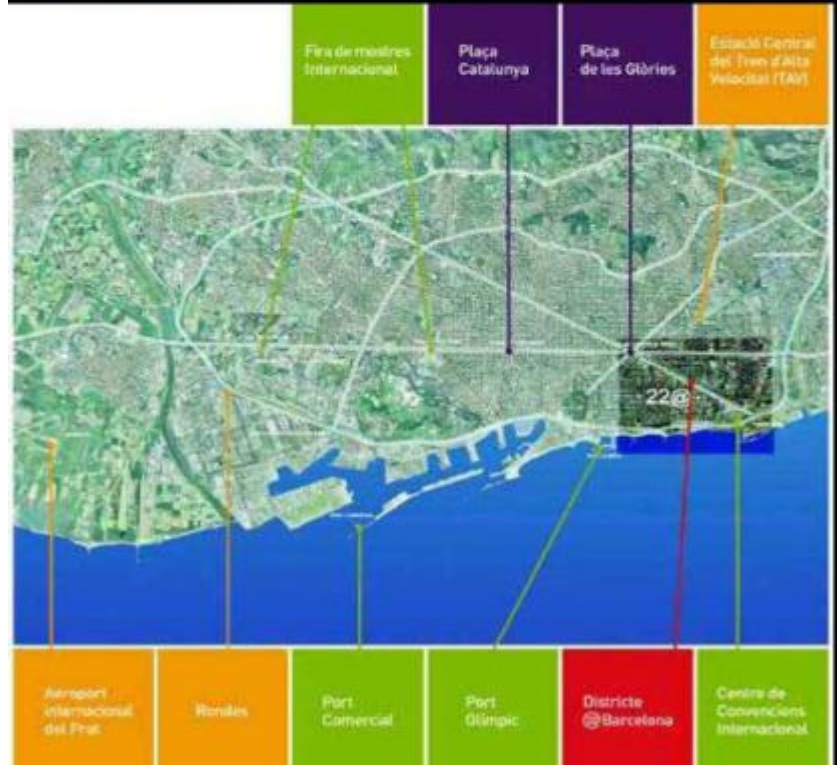 Fira de mostres
Internacional
Plaça
Catalunya
Plaça
de les Glòries
Estació Central
del Tren d'Alta
Velocitat (TAV)
22@
Aeroport
internacional
del Prat
Rondes
Port
Comercial
Port
Olímpic
Districte
@Barcelona
Centre de
Convencions
Internacional